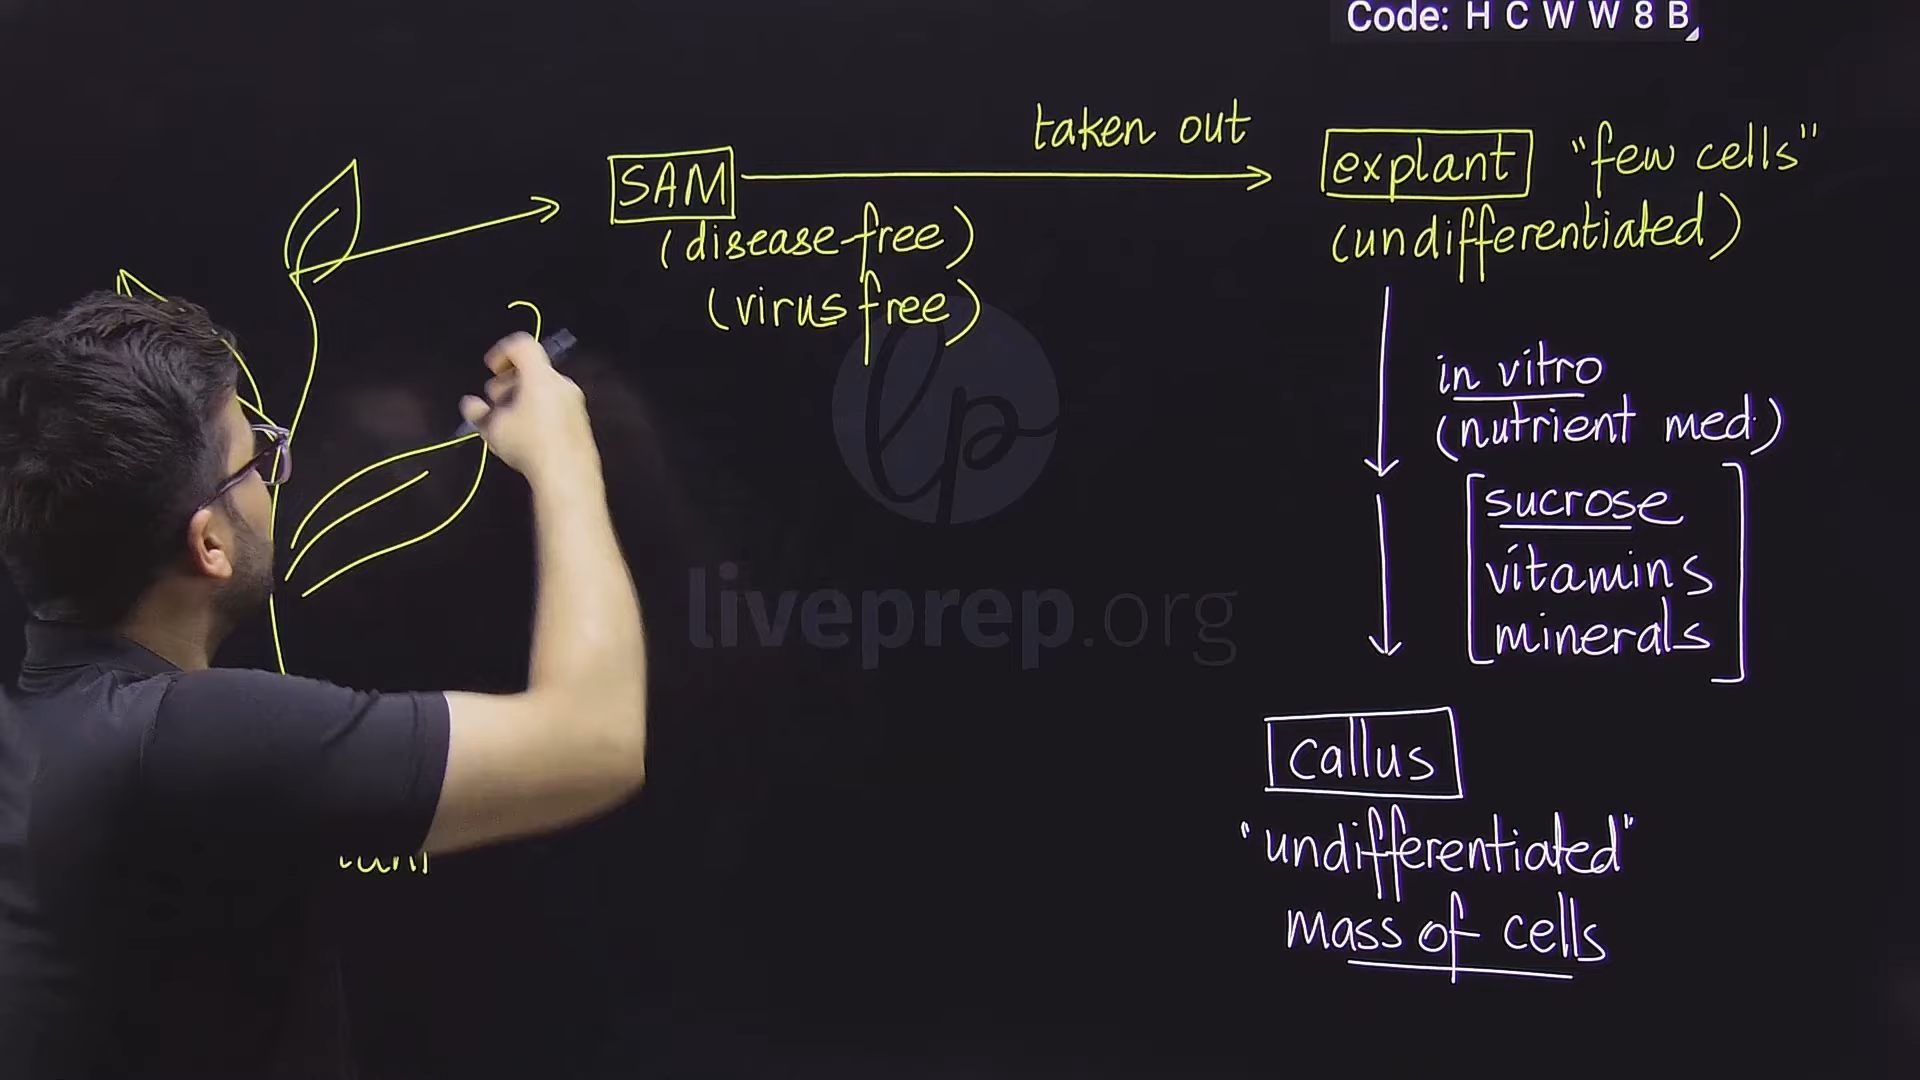 Code: H C W W 8 B
taken out
SAM
explant "few cells"
(disease free)
(undifferentiated)
(virus free)
in vitro
(nutrient med.)
sucrose
vitamins
minerals
lp
liveprep.org
callus
"undifferentiated"
mass of cells